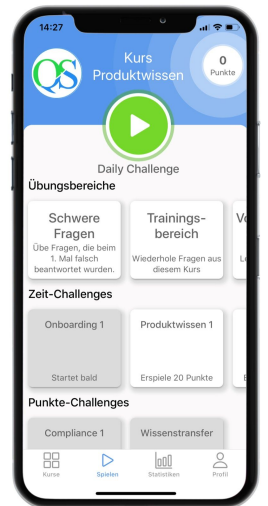 14:27
QS
Kurs
Produktwissen
0
Punkte
Daily Challenge
Übungsbereiche
Schwere
Fragen
Übe Fragen, die beim
1. Mal falsch
beantwortet wurden.
Trainings-
bereich
Wiederhole Fragen aus
diesem Kurs
Zeit-Challenges
Onboarding 1
Startet bald
Produktwissen 1
Erspiele 20 Punkte
Punkte-Challenges
Compliance 1
Wissenstransfer
Kurse
Spielen
Statistiken
Profil